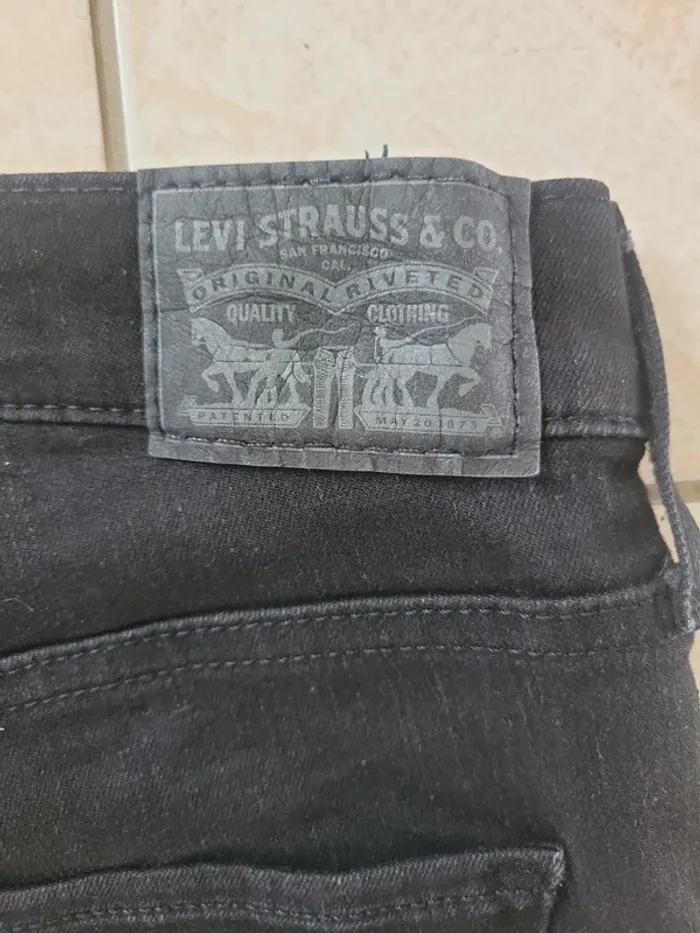 LEVI STRAUSS & CO.
SAN FRANCISCO
CAL.
ORIGINAL RIVETED
QUALITY CLOTHING
PATENTED MAY 20 1873